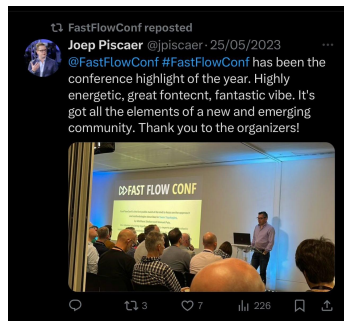 FastFlowConf reposted
Joep Piscaer @jpiscaer · 25/05/2023
@FastFlowConf #FastFlowConf has been the
conference highlight of the year. Highly
energetic, great fontecnt, fantastic vibe. It's
got all the elements of a new and emerging
community. Thank you to the organizers!
FAST FLOW CONF
3
7
226